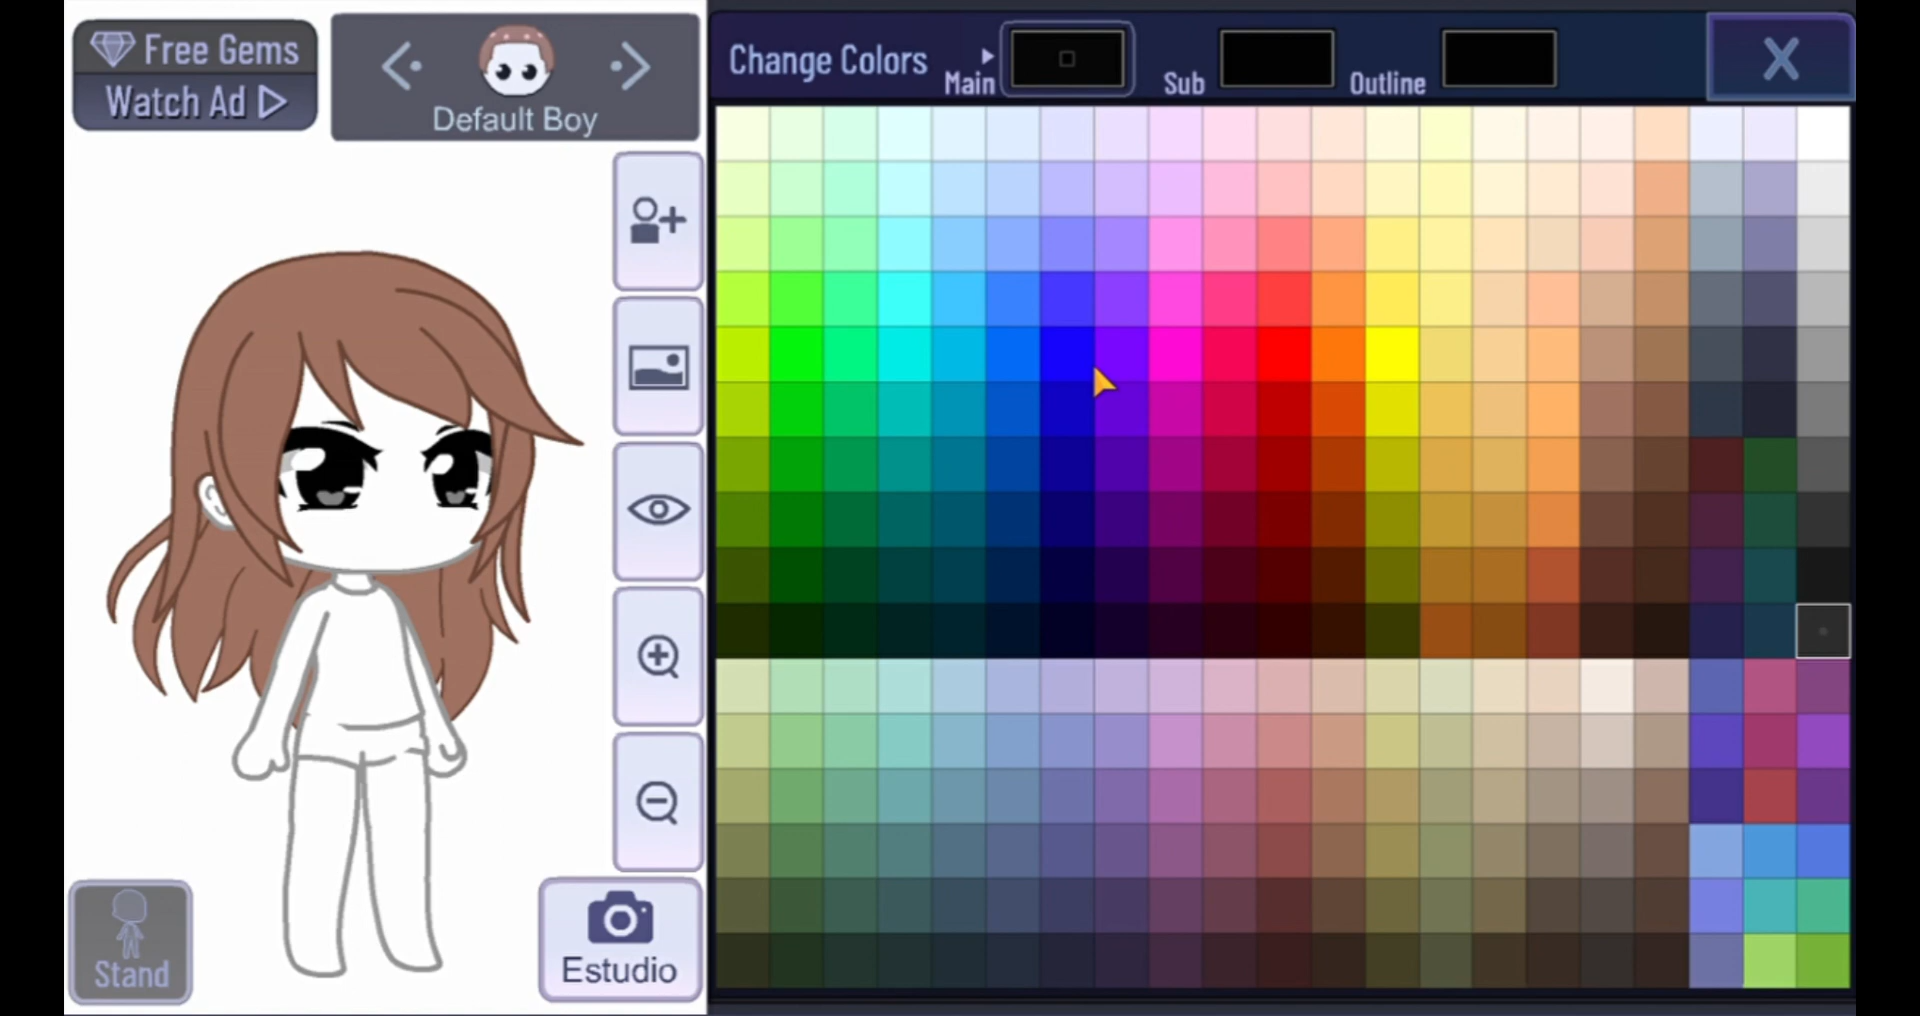 Free Gems
Watch Ad
Default Boy
Change Colors
Main
Sub
Outline
X
Stand
Estudio